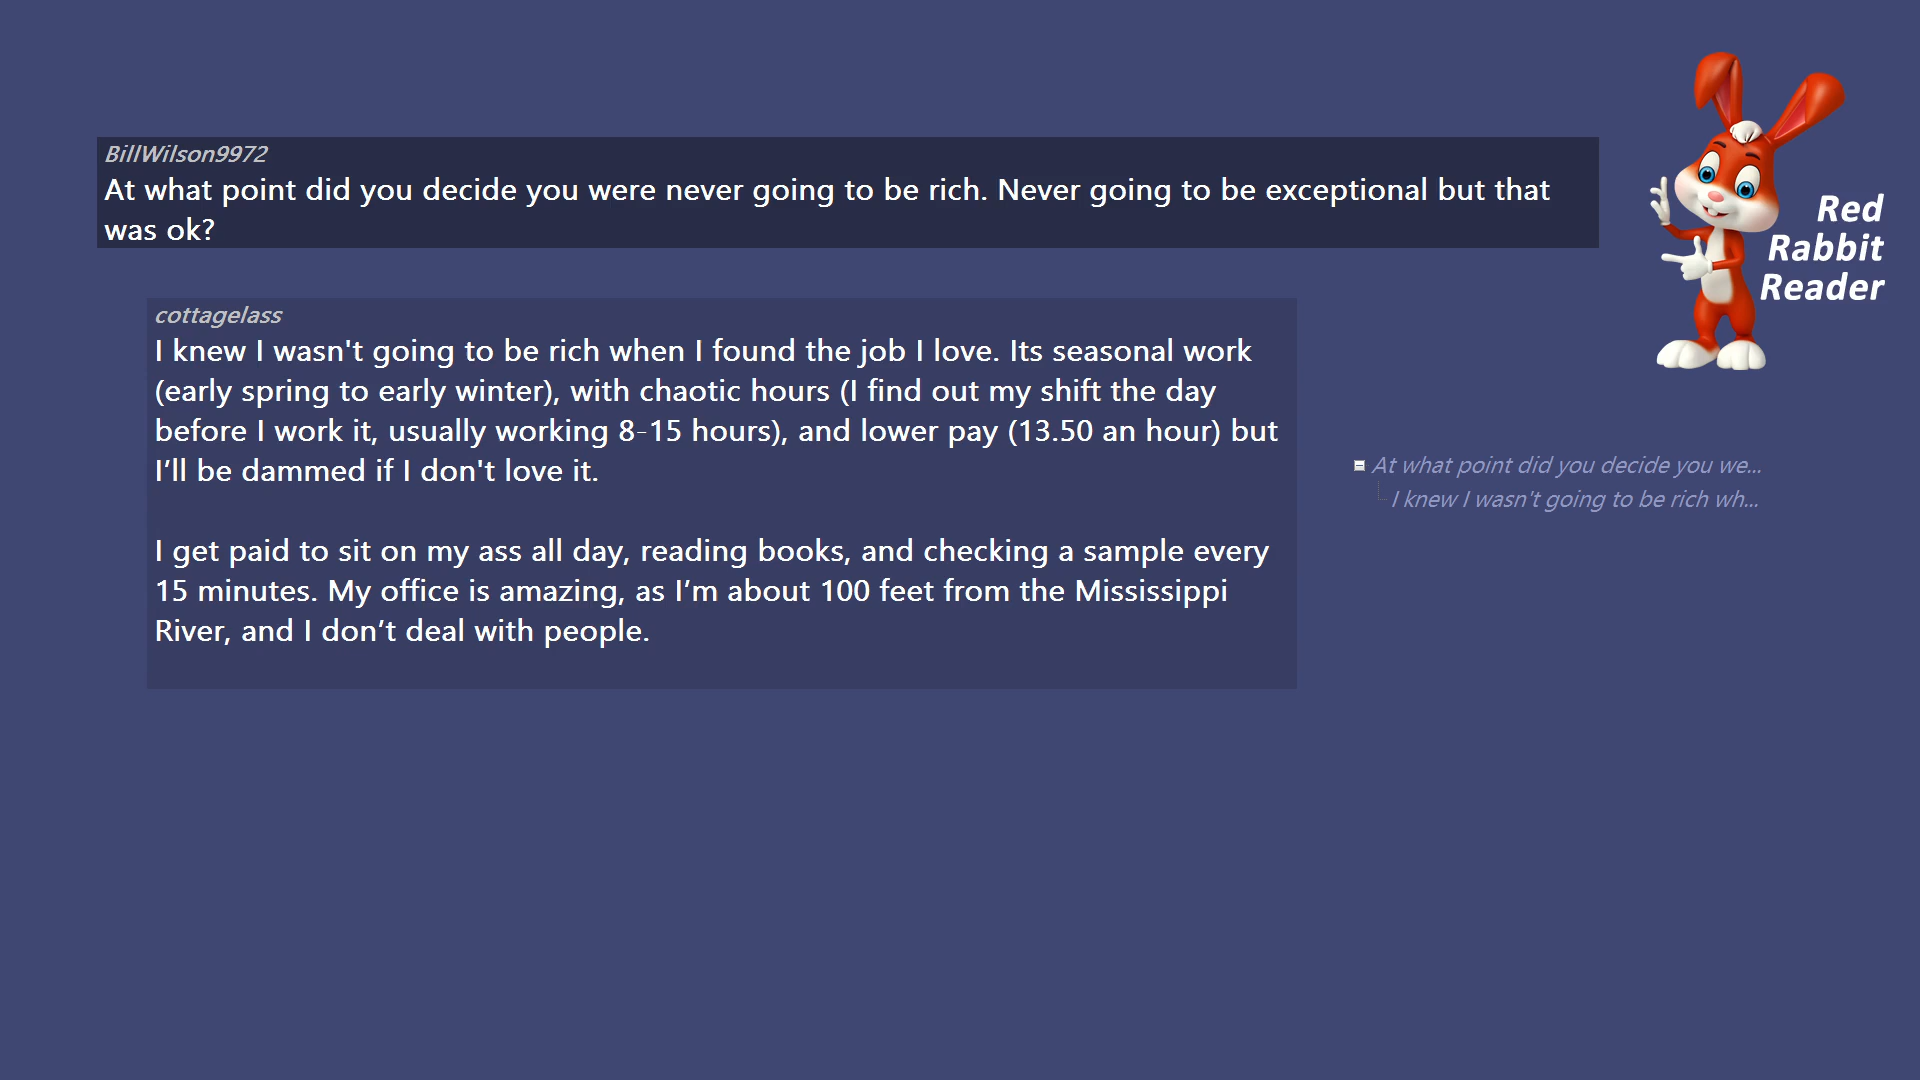 BillWilson9972
At what point did you decide you were never going to be rich. Never going to be exceptional but that
was ok?
Red
Rabbit
Reader
cottagelass
I knew I wasn't going to be rich when I found the job I love. Its seasonal work
(early spring to early winter), with chaotic hours (I find out my shift the day
before I work it, usually working 8-15 hours), and lower pay (13.50 an hour) but
I’ll be dammed if I don't love it.
I get paid to sit on my ass all day, reading books, and checking a sample every
15 minutes. My office is amazing, as I’m about 100 feet from the Mississippi
River, and I don’t deal with people.
At what point did you decide you we...
I knew I wasn't going to be rich wh...